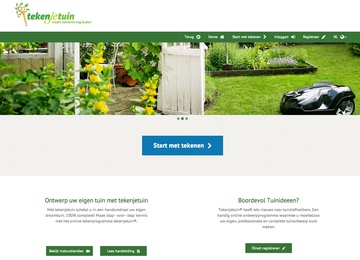 tekenjetuin
maakt tuinieren nóg leuker!
Terug
Home
Start met tekenen
Inloggen
Registreer
NL
Start met tekenen
Ontwerp uw eigen tuin met tekenjetuin
Met tekenjetuin schetst u in een handomdraai uw eigen
droomtuin. 100% compleet! Maak stap- voor- stap kennis
met het online tekenprogramma tekenjetuin®.
Bekijk instructievideo
Lees handleiding
Boordevol Tuinideeen?
Tekenjetuin® heeft iets nieuws voor tuinliefhebbers. Een
handig online ontwerpprogramma waarmee u moeiteloos
uw eigen, professionele en complete tuinontwerp kunt
maken.
Direct registreren